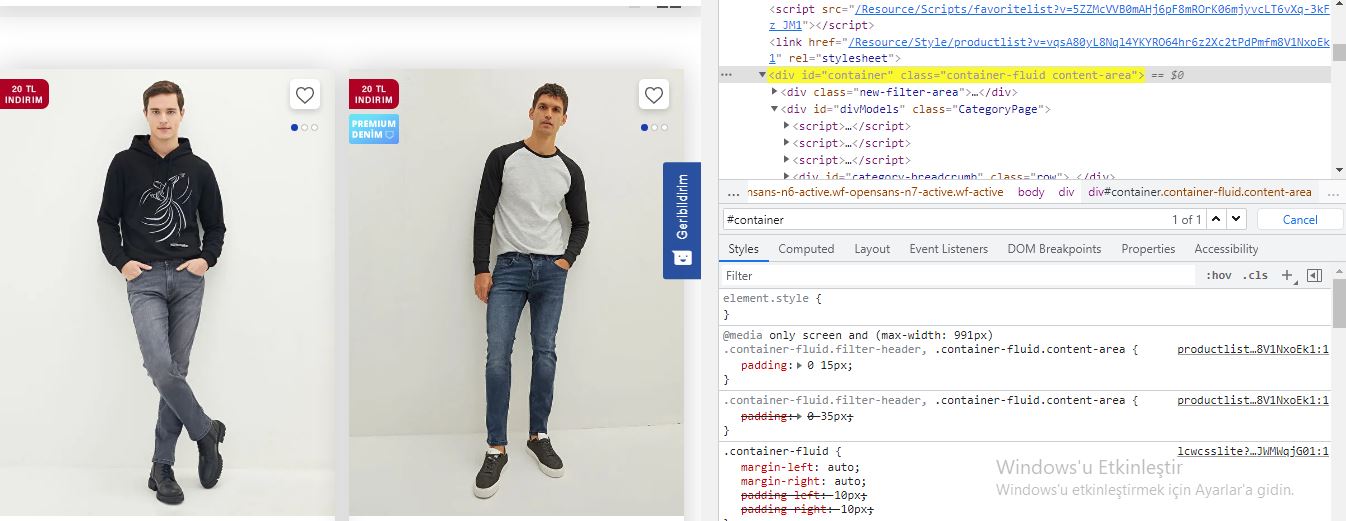 20 TL
INDIRIM
20 TL
INDIRIM
PREMIUM
DENİM
Geribildirim
<script src="/Resource/Scripts/favoritelist?v=5ZZMcVVB0mAHj6pF8mROrK06mjyvcLT6vXq-3kF
z_JM1"></script>
<link href="/Resource/Style/productlist?v=vqsA80yL8Nql4YKYRO64hr6z2Xc2tPdPmfm8V1NxoEk
1" rel="stylesheet">
<div id="container" class="container-fluid content-area"> == $0
<div class="new-filter-area">…</div>
<div id="divModels" class="CategoryPage">
<script>…</script>
<script>…</script>
<script>…</script>
<div id="category-breadcrumb" class="row">…</div>
… nsans-n6-active.wf-opensans-n7-active.wf-active body div div#container.container-fluid.content-area …
#container 1 of 1 Cancel
Styles Computed Layout Event Listeners DOM Breakpoints Properties Accessibility
Filter :hov .cls
element.style {
}
@media only screen and (max-width: 991px)
.container-fluid.filter-header, .container-fluid.content-area { productlist…8V1NxoEk1:1
padding: 0 15px;
}
.container-fluid.filter-header, .container-fluid.content-area { productlist…8V1NxoEk1:1
padding: 0 35px;
}
.container-fluid { lcwcsslite?…JWMWqjG01:1
margin-left: auto;
margin-right: auto;
padding-left: 10px;
padding-right: 10px;
Windows'u Etkinleştir
Windows'u etkinleştirmek için Ayarlar'a gidin.